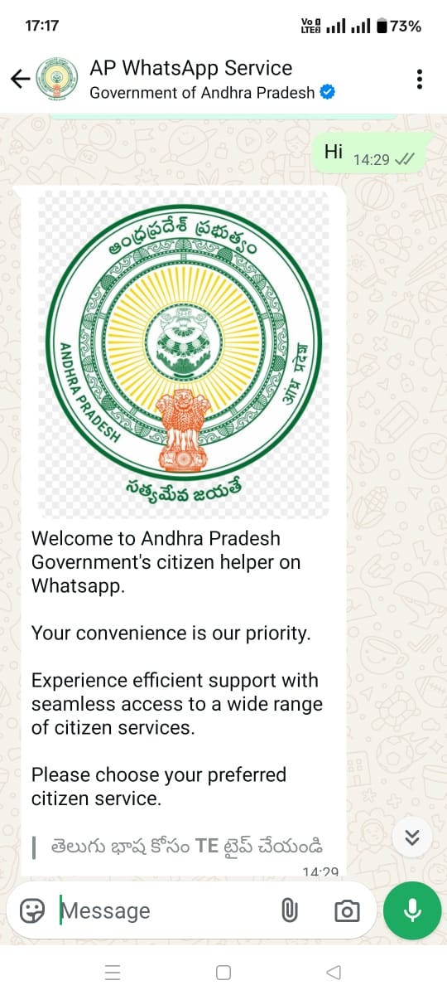 17:17
Vo LTE2
73%
AP WhatsApp Service
Government of Andhra Pradesh
Hi
14:29
ఆంధ్రప్రదేశ్ ప్రభుత్వం
ANDHRA PRADESH
आंध्र प्रदेश
సత్యమేవ జయతే
Welcome to Andhra Pradesh
Government's citizen helper on
Whatsapp.
Your convenience is our priority.
Experience efficient support with
seamless access to a wide range
of citizen services.
Please choose your preferred
citizen service.
తెలుగు భాష కోసం TE టైప్ చేయండి
14:29
Message